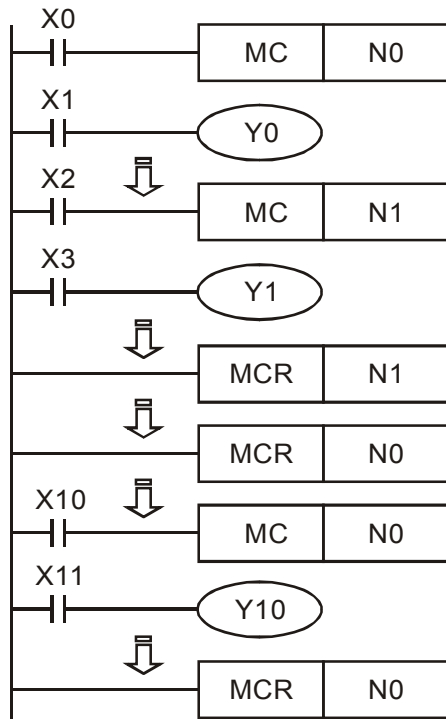 X0
MC N0
X1
Y0
X2
MC N1
X3
Y1
MCR N1
MCR N0
X10
MC N0
X11
Y10
MCR N0